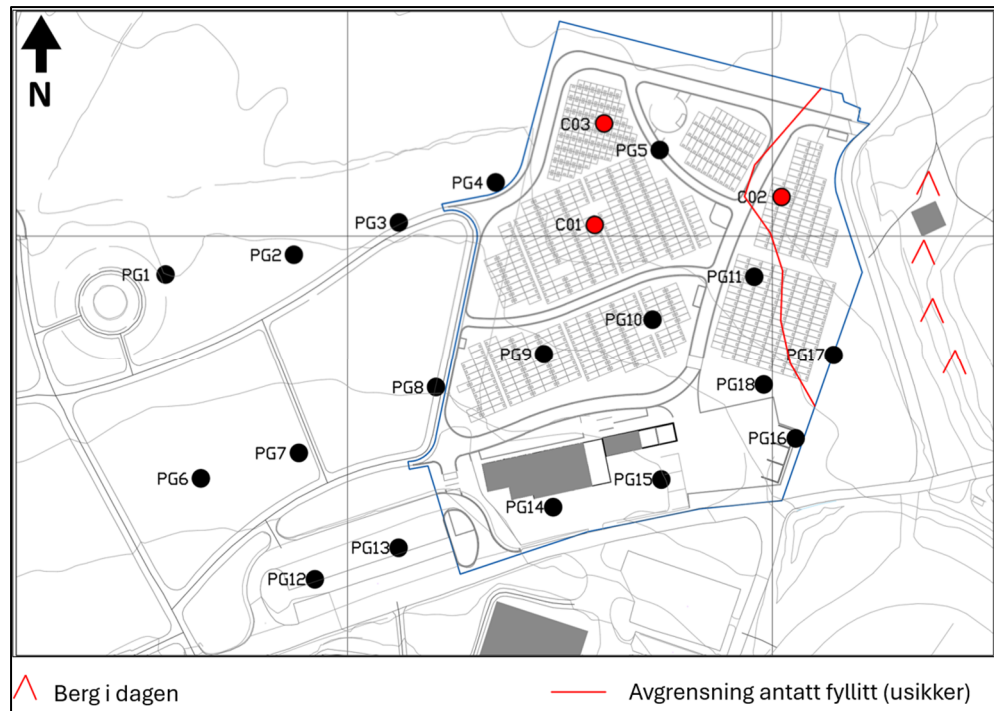 N
C03
PG5
PG4
C02
PG3
C01
PG2
PG1
PG11
PG10
PG9
PG17
PG8
PG18
PG16
PG7
PG6
PG15
PG14
PG13
PG12
Berg i dagen
Avgrensning antatt fyllitt (usikker)